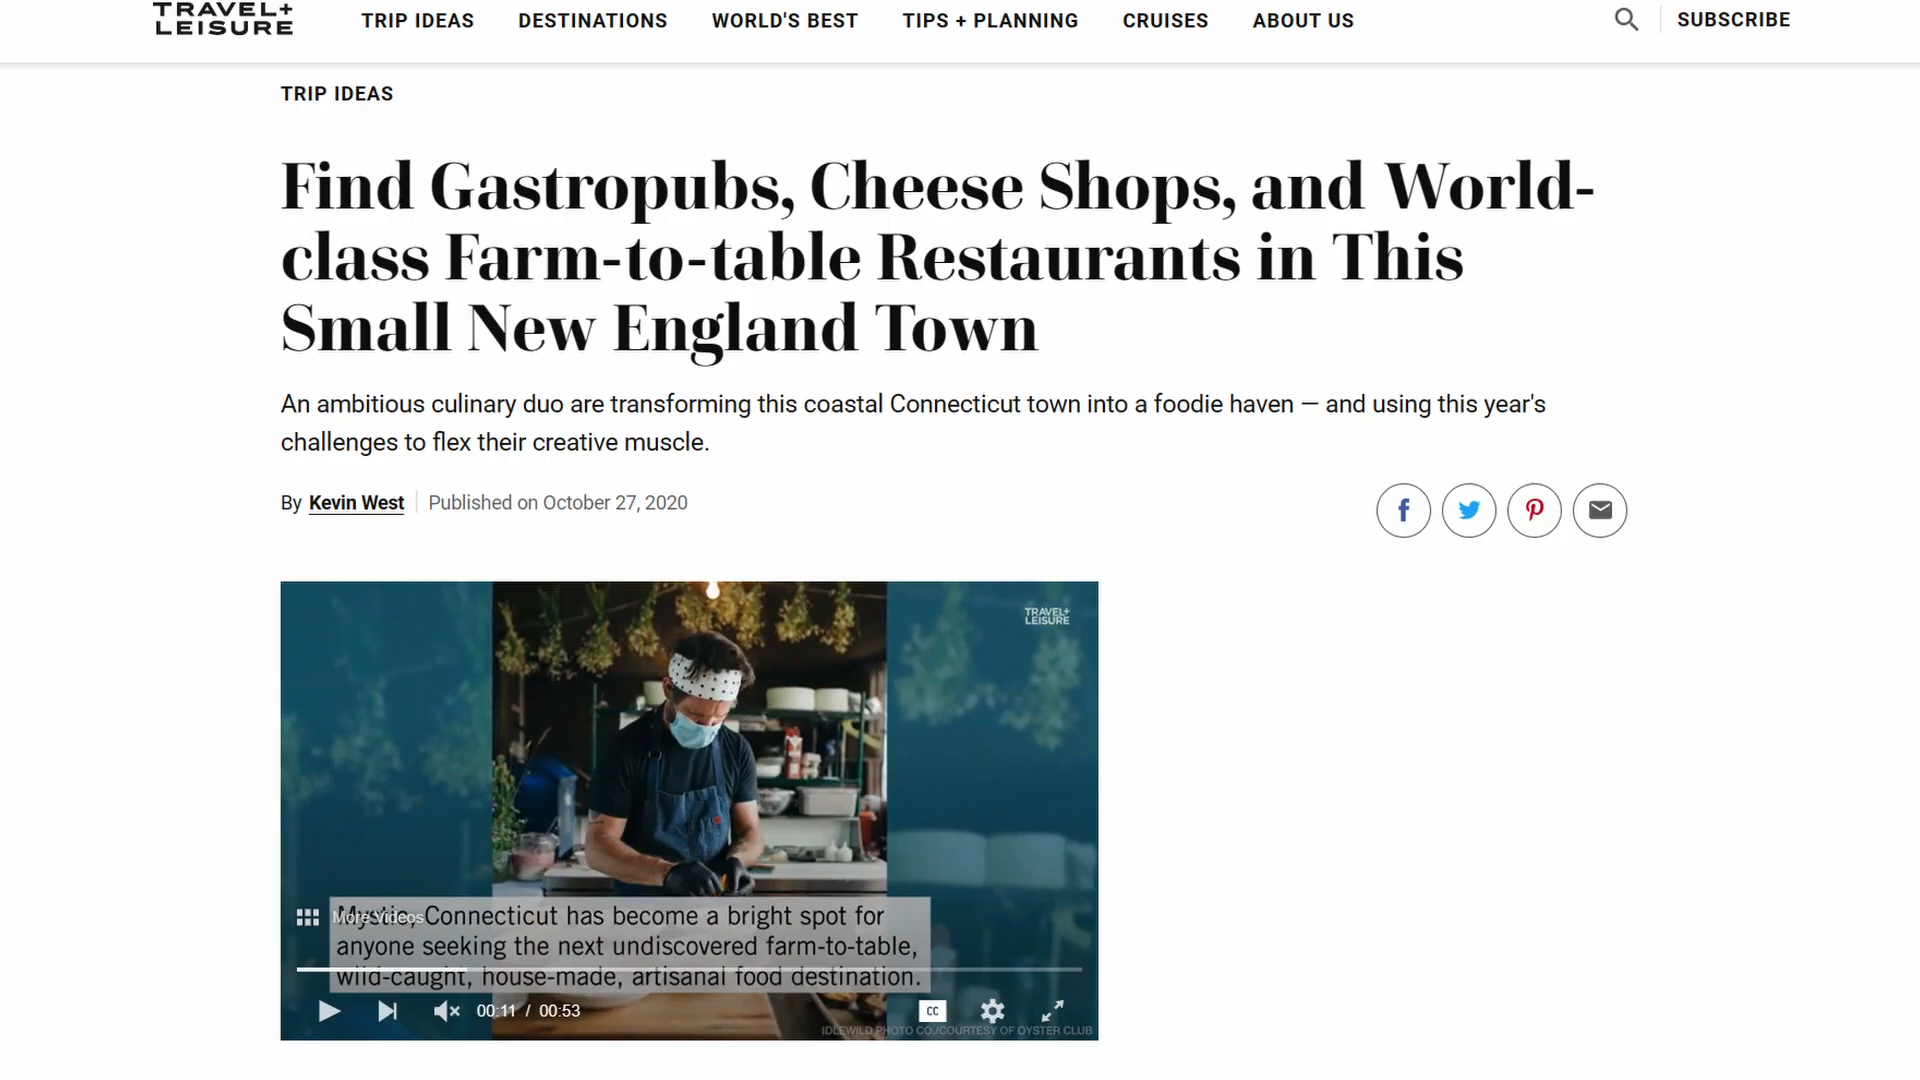 TRAVEL+
LEISURE
TRIP IDEAS
DESTINATIONS
WORLD'S BEST
TIPS + PLANNING
CRUISES
ABOUT US
SUBSCRIBE
TRIP IDEAS
Find Gastropubs, Cheese Shops, and World-
class Farm-to-table Restaurants in This
Small New England Town
An ambitious culinary duo are transforming this coastal Connecticut town into a foodie haven — and using this year's
challenges to flex their creative muscle.
By Kevin West
Published on October 27, 2020
TRAVEL+
LEISURE
More Videos
Mystic, Connecticut has become a bright spot for
anyone seeking the next undiscovered farm-to-table,
wild-caught, house-made, artisanal food destination.
00:11 / 00:53
CC
IDLEWILD PHOTO CO./COURTESY OF OYSTER CLUB